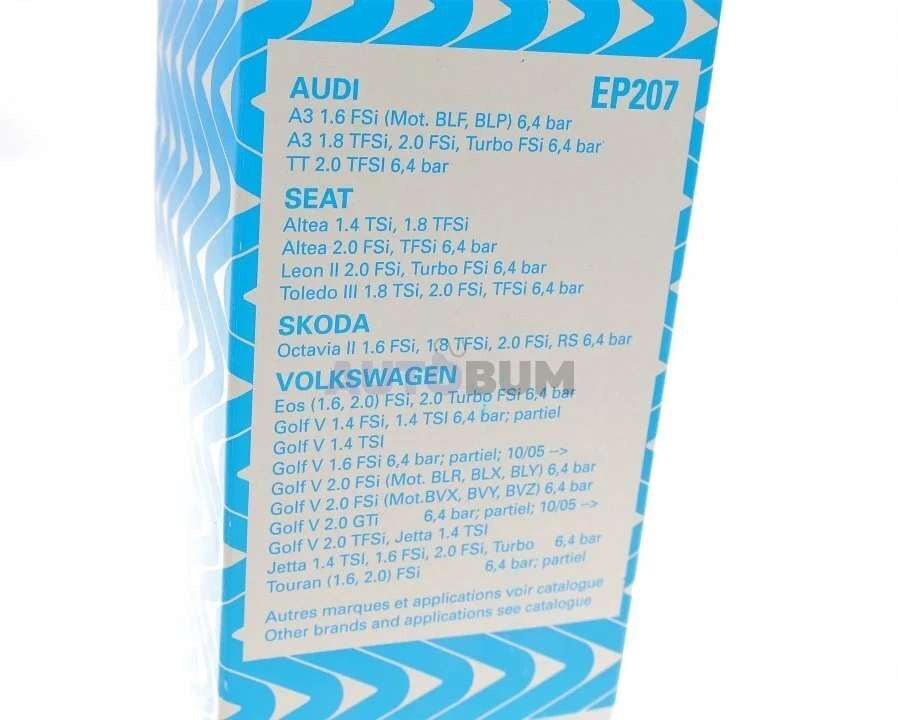 EP207
AUDI
A3 1.6 FSi (Mot. BLF, BLP) 6,4 bar
A3 1.8 TFSi, 2.0 FSi, Turbo FSi 6,4 bar
TT 2.0 TFSI 6,4 bar
SEAT
Altea 1.4 TSi, 1.8 TFSi
Altea 2.0 FSi, TFSi 6,4 bar
Leon II 2.0 FSi, Turbo FSi 6,4 bar
Toledo III 1.8 TSi, 2.0 FSi, TFSi 6,4 bar
SKODA
Octavia II 1.6 FSi, 1.8 TFSi, 2.0 FSi, RS 6,4 bar
VOLKSWAGEN
AUTOBUM
Eos (1.6, 2.0) FSi, 2.0 Turbo FSi 6,4 bar
Golf V 1.4 FSi, 1.4 TSI 6,4 bar; partiel
Golf V 1.4 TSI
Golf V 1.6 FSi 6,4 bar; partiel; 10/05 -->
Golf V 2.0 FSi (Mot. BLR, BLX, BLY) 6,4 bar
Golf V 2.0 FSi (Mot.BVX, BVY, BVZ) 6,4 bar
Golf V 2.0 GTi 6,4 bar; partiel; 10/05 -->
Golf V 2.0 TFSi, Jetta 1.4 TSI
Jetta 1.4 TSI, 1.6 FSi, 2.0 FSi, Turbo 6,4 bar
Touran (1.6, 2.0) FSi 6,4 bar; partiel
Autres marques et applications voir catalogue
Other brands and applications see catalogue